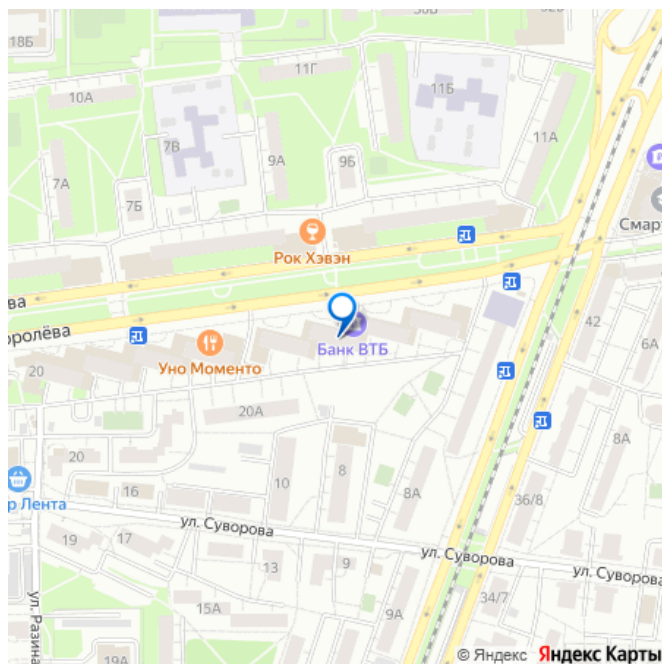 18Б
30Б
22Б
10А
11Г
11Б
7В
9А
9Б
11А
7А
7Б
Рок Хэвэн
Смарт
ва
оролёва
42
Банк ВТБ
Уно Моменто
6А
20
20А
8А
20
8
10
8А
16
р Лента
36/8
ул. Суворова
ул. Суворова
ул. Суворова
19
17
13
9
ул. Разина
15А
9А
34/7
19А
© Яндекс Яндекс Карты